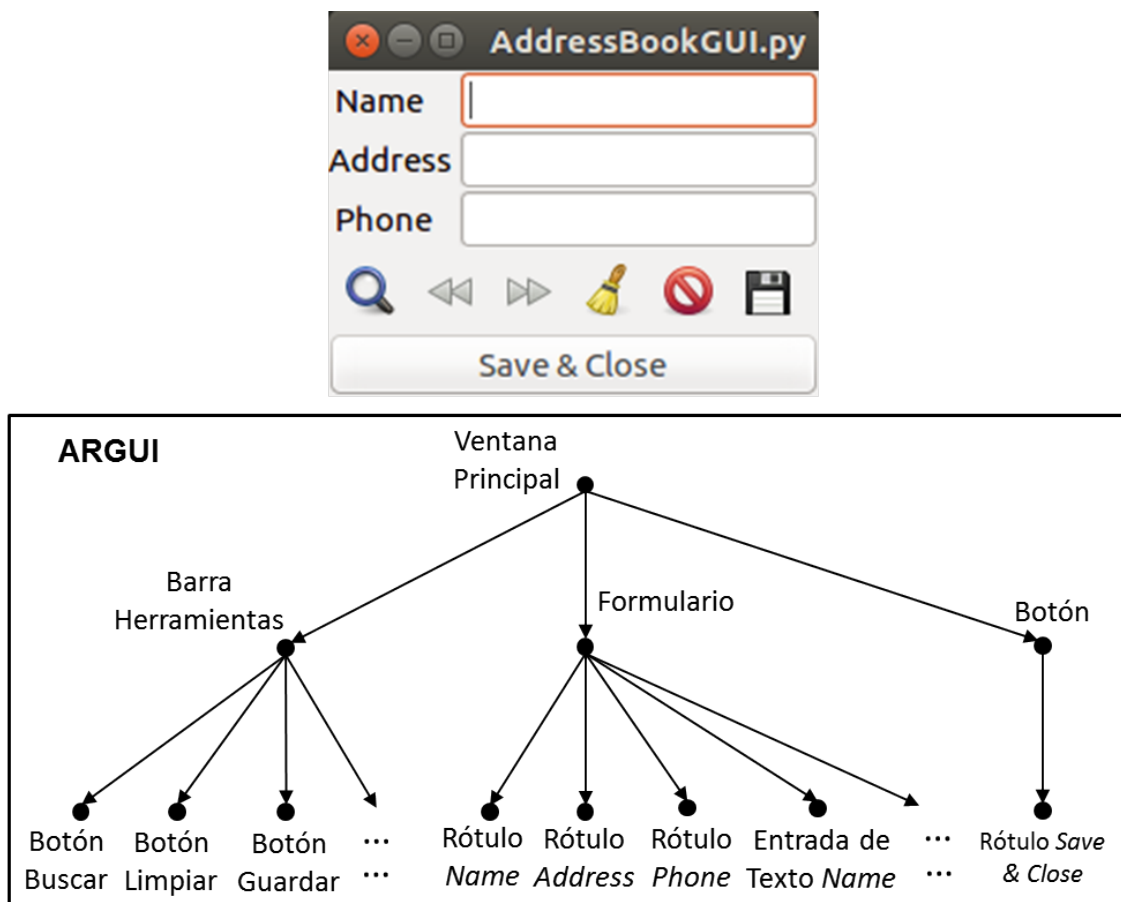 AddressBookGUI.py
Name
Address
Phone
Save & Close
ARGUI
Ventana
Principal
Barra
Herramientas
Formulario
Botón
Botón
Buscar
Botón
Limpiar
Botón
Guardar
...
...
Rótulo
Name
Rótulo
Address
Rótulo
Phone
Entrada de
Texto Name
...
...
Rótulo Save
& Close